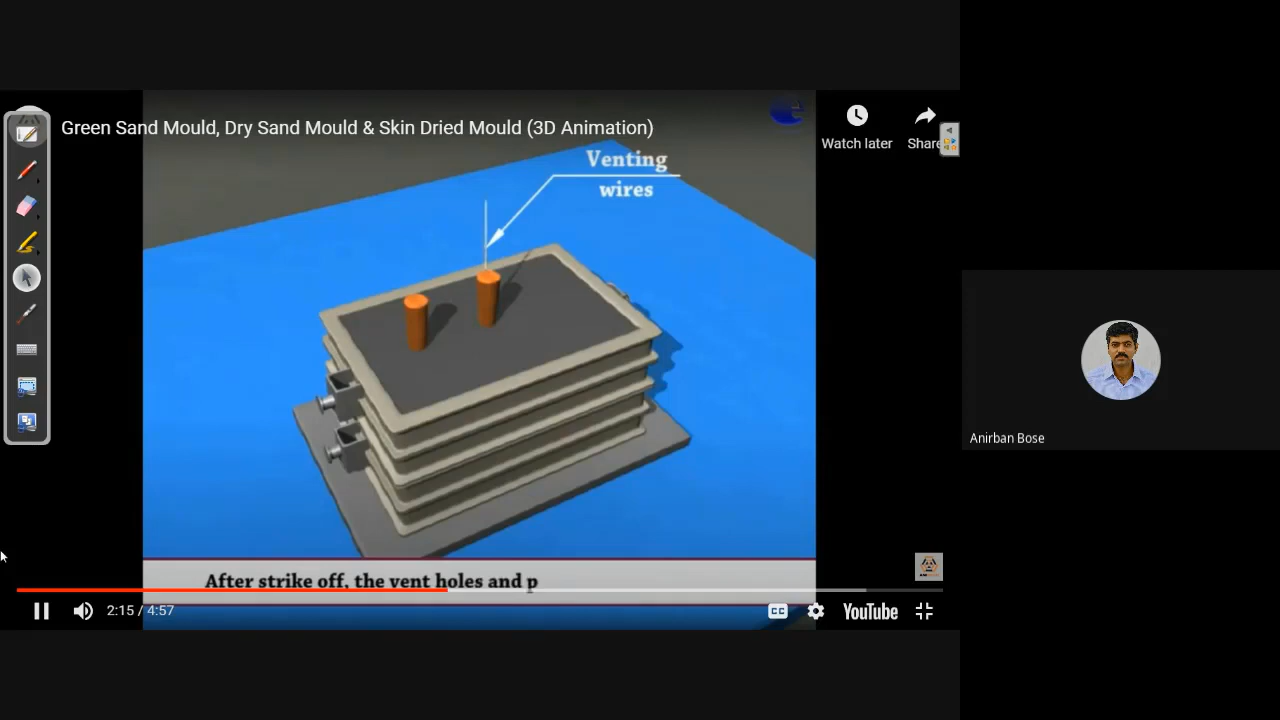 Green Sand Mould, Dry Sand Mould & Skin Dried Mould (3D Animation)
Watch later
Share
Venting
wires
Anirban Bose
After strike off, the vent holes and p
2:15 / 4:57
CC
YouTube